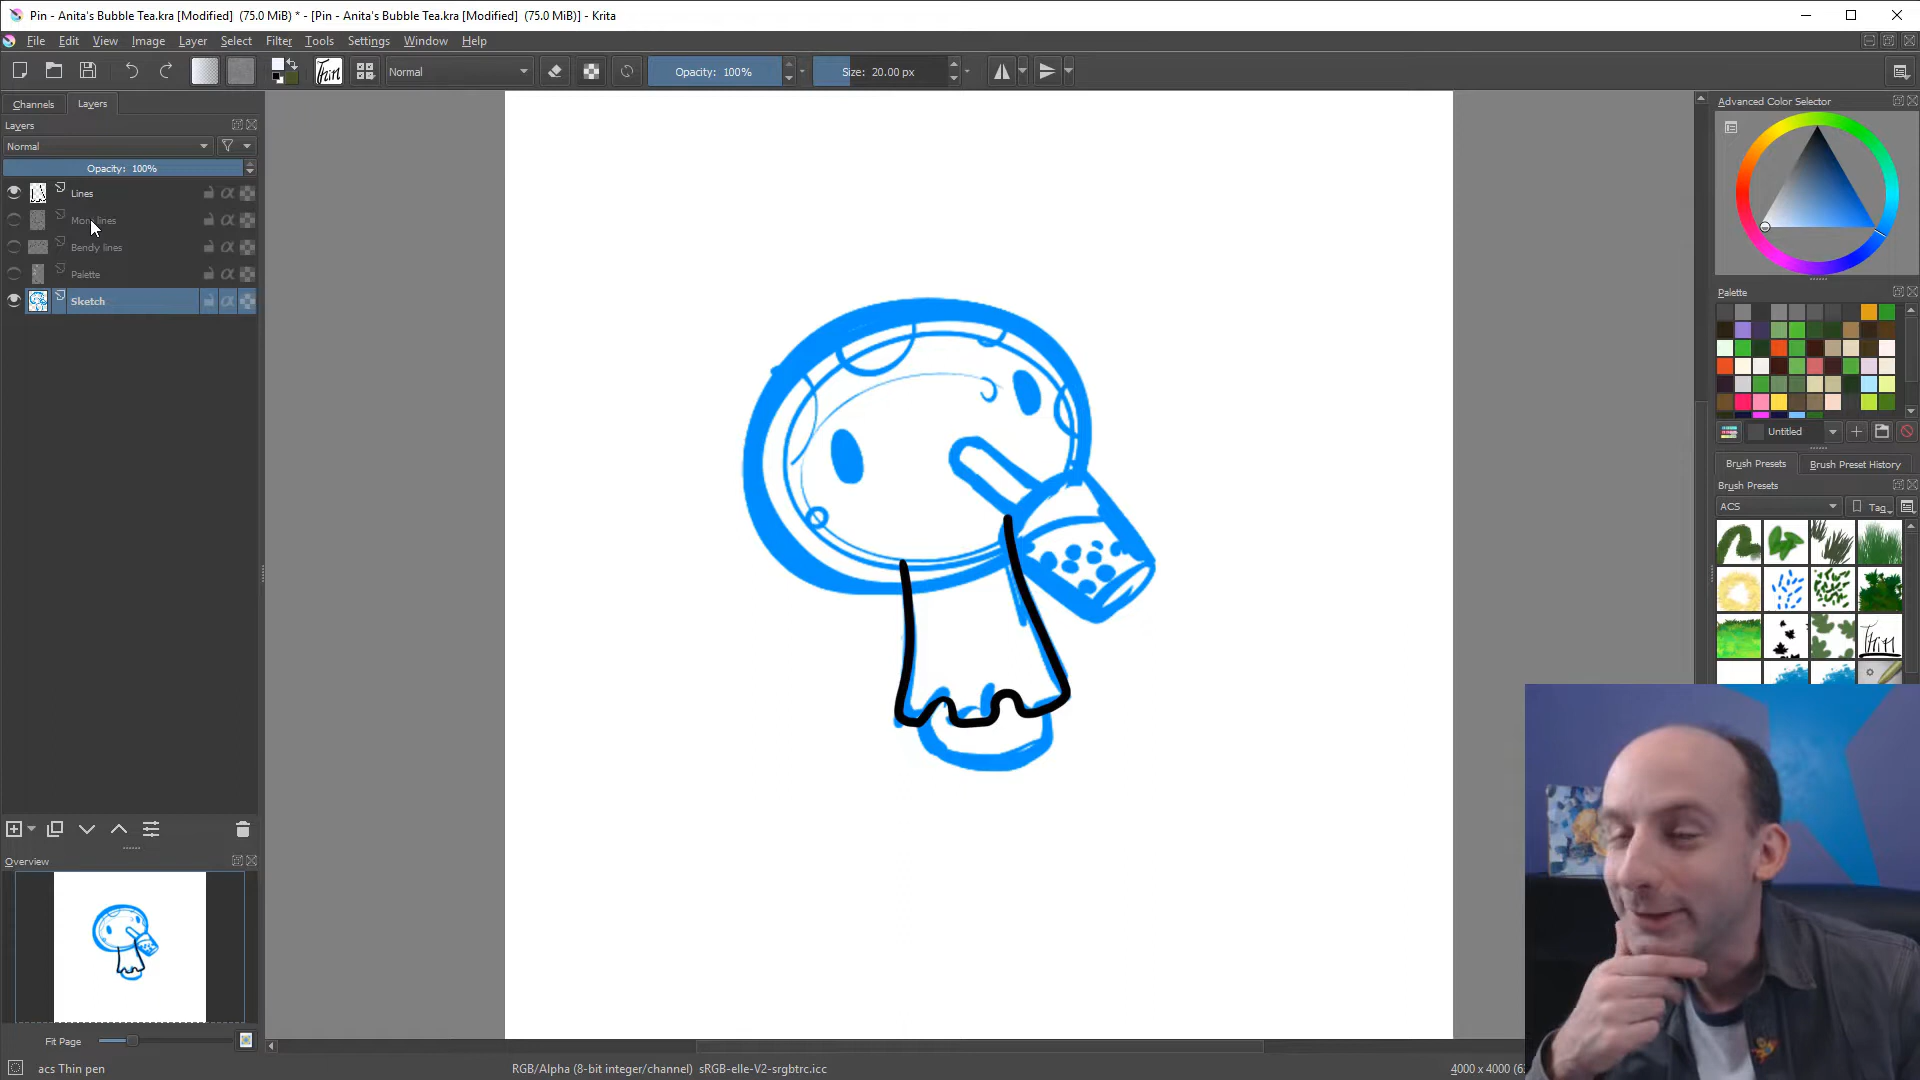 Pin - Anita's Bubble Tea.kra [Modified]  (75.0 MiB) * - [Pin - Anita's Bubble Tea.kra [Modified]  (75.0 MiB)] - Krita
File Edit View Image Layer Select Filter Tools Settings Window Help
Thin Normal Opacity: 100% Size: 20.00 px
Channels Layers
Advanced Color Selector
Layers
Normal
Opacity: 100%
Lines
More lines
Bendy lines
Palette
Sketch
Palette
Untitled
Brush Presets Brush Preset History
Brush Presets
ACS Tag
Thin
Overview
Fit Page
acs Thin pen RGB/Alpha (8-bit integer/channel)  sRGB-elle-V2-srgbtrc.icc 4000 x 4000